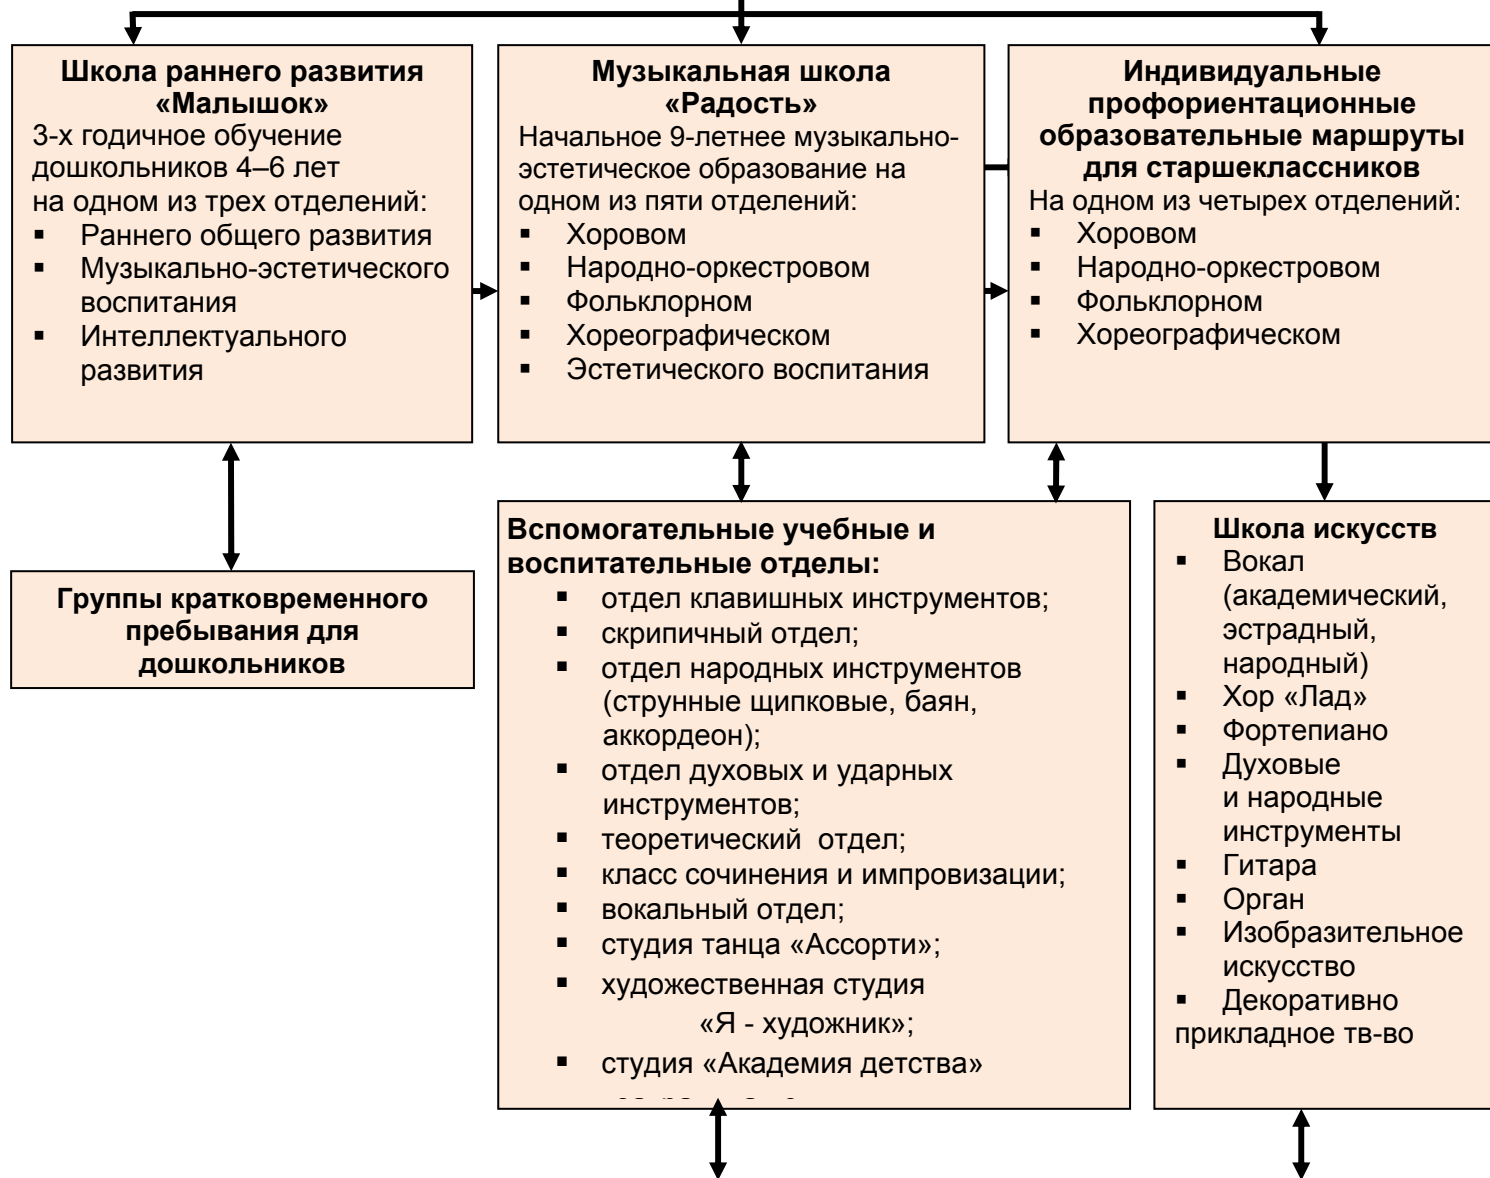 Школа раннего развития
«Малышок»
3-х годичное обучение
дошкольников 4–6 лет
на одном из трех отделений:
▪ Раннего общего развития
▪ Музыкально-эстетического
воспитания
▪ Интеллектуального
развития
Музыкальная школа
«Радость»
Начальное 9-летнее музыкально-
эстетическое образование на
одном из пяти отделений:
▪ Хоровом
▪ Народно-оркестровом
▪ Фольклорном
▪ Хореографическом
▪ Эстетического воспитания
Индивидуальные
профориентационные
образовательные маршруты
для старшеклассников
На одном из четырех отделений:
▪ Хоровом
▪ Народно-оркестровом
▪ Фольклорном
▪ Хореографическом
Группы кратковременного
пребывания для
дошкольников
Вспомогательные учебные и
воспитательные отделы:
▪ отдел клавишных инструментов;
▪ скрипичный отдел;
▪ отдел народных инструментов
(струнные щипковые, баян,
аккордеон);
▪ отдел духовых и ударных
инструментов;
▪ теоретический отдел;
▪ класс сочинения и импровизации;
▪ вокальный отдел;
▪ студия танца «Ассорти»;
▪ художественная студия
«Я - художник»;
▪ студия «Академия детства»
Школа искусств
▪ Вокал
(академический,
эстрадный,
народный)
▪ Хор «Лад»
▪ Фортепиано
▪ Духовые
и народные
инструменты
▪ Гитара
▪ Орган
▪ Изобразительное
искусство
▪ Декоративно
прикладное тв-во